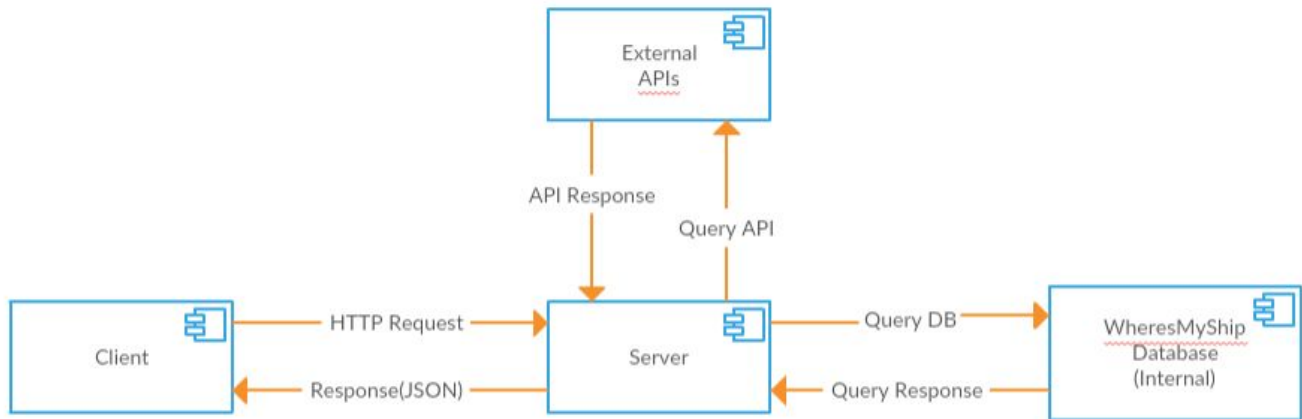 External
APIs
API Response
Query API
Client
HTTP Request
Response(JSON)
Server
Query DB
Query Response
WheresMyShip
Database
(Internal)